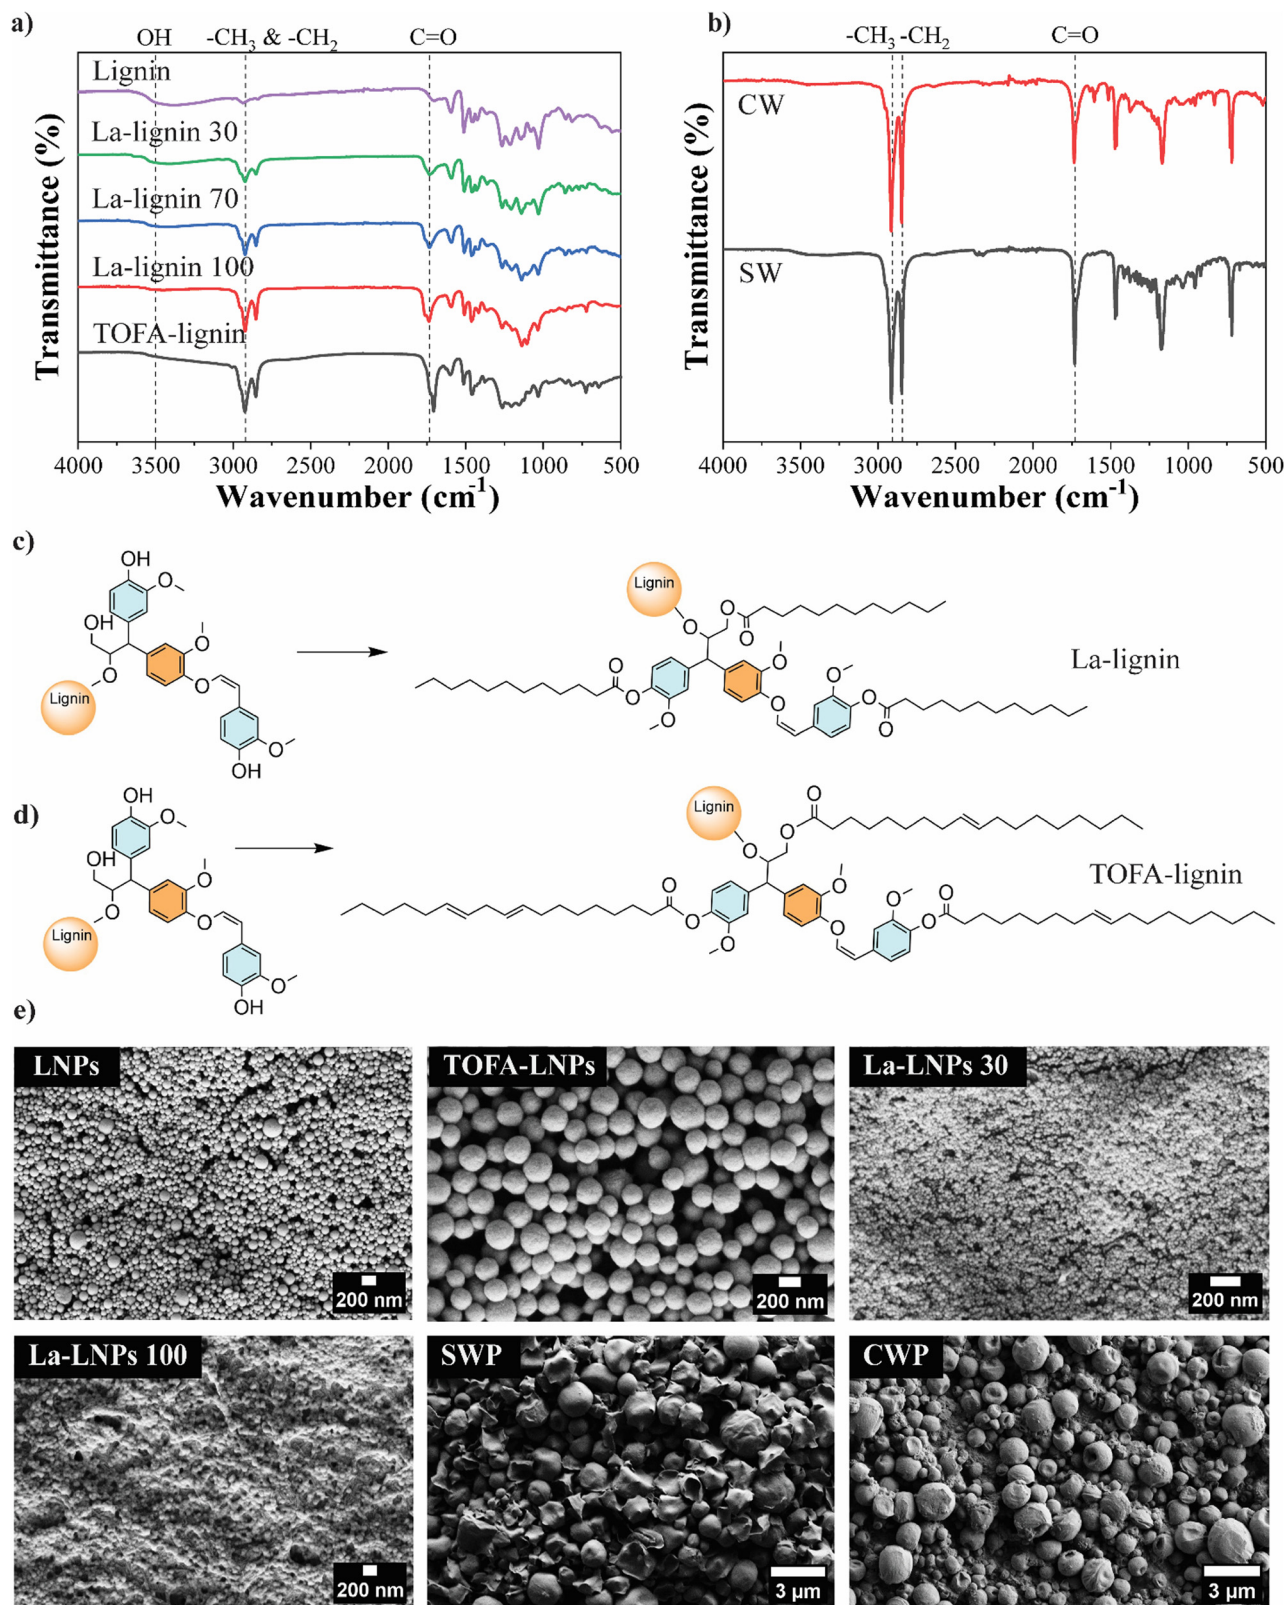 a)
OH -CH₃ & -CH₂ C=O
Lignin
La-lignin 30
La-lignin 70
La-lignin 100
TOFA-lignin
Transmittance (%)
4000 3500 3000 2500 2000 1500 1000 500
Wavenumber (cm⁻¹)
b)
-CH₃ -CH₂ C=O
CW
SW
Transmittance (%)
4000 3500 3000 2500 2000 1500 1000 500
Wavenumber (cm⁻¹)
c)
OH
O
OH
O
O
Lignin
O
O
OH
Lignin
O
O
O
O
O
O
O
O
O
O
O
La-lignin
d)
OH
O
OH
O
O
Lignin
O
O
OH
Lignin
O
O
O
O
O
O
O
O
O
O
O
TOFA-lignin
e)
LNPs
200 nm
TOFA-LNPs
200 nm
La-LNPs 30
200 nm
La-LNPs 100
200 nm
SWP
3 µm
CWP
3 µm